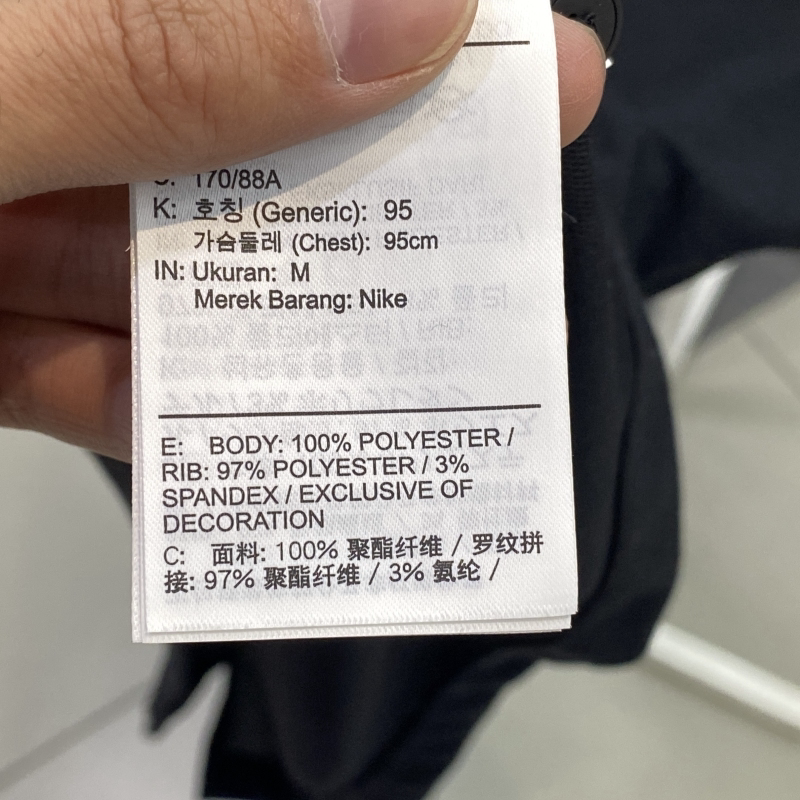 170/88A
K: 호칭 (Generic): 95
가슴둘레 (Chest): 95cm
IN: Ukuran: M
Merek Barang: Nike
E: BODY: 100% POLYESTER /
RIB: 97% POLYESTER / 3%
SPANDEX / EXCLUSIVE OF
DECORATION
C: 面料: 100% 聚酯纤维 / 罗纹拼
接: 97% 聚酯纤维 / 3% 氨纶 /